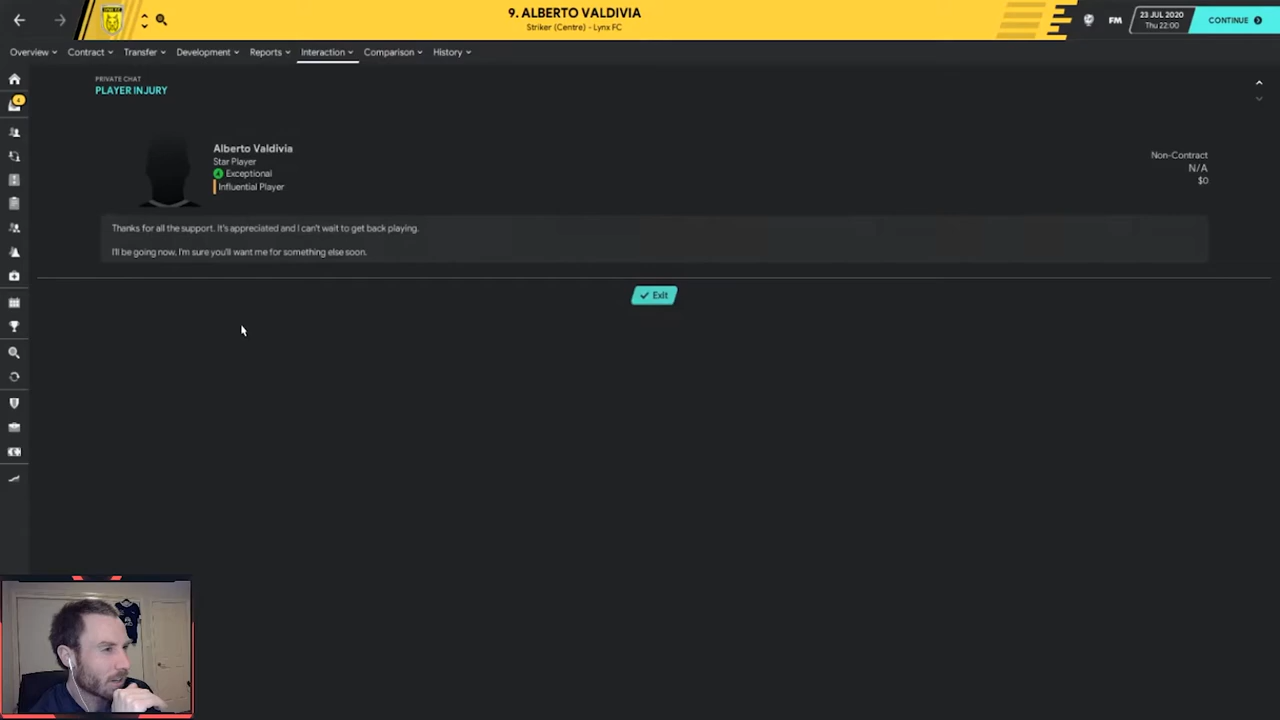 9. ALBERTO VALDIVIA
Striker (Centre) - Lynx FC
FM
23 JUL 2020
Thu 22:00
CONTINUE
Overview
Contract
Transfer
Development
Reports
Interaction
Comparison
History
4
PRIVATE CHAT
PLAYER INJURY
Alberto Valdivia
Star Player
4 Exceptional
Influential Player
Non-Contract
N/A
$0
Thanks for all the support. It's appreciated and I can't wait to get back playing.
I'll be going now, I'm sure you'll want me for something else soon.
Exit